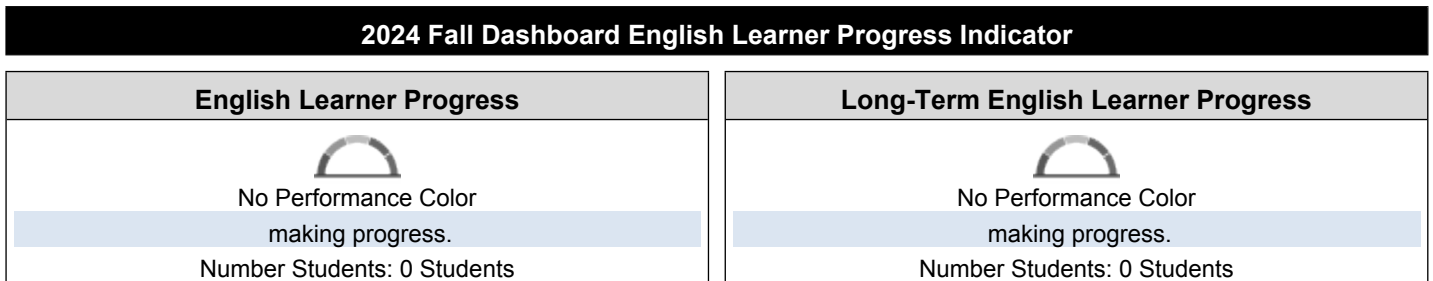 2024 Fall Dashboard English Learner Progress Indicator
English Learner Progress
No Performance Color
making progress.
Number Students: 0 Students
Long-Term English Learner Progress
No Performance Color
making progress.
Number Students: 0 Students